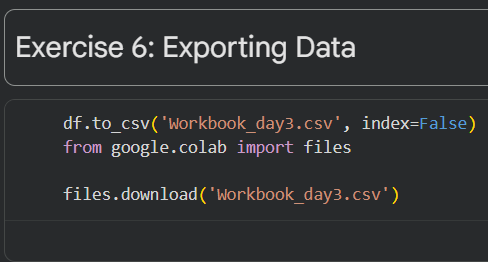 Exercise 6: Exporting Data
df.to_csv('Workbook_day3.csv', index=False)
from google.colab import files
files.download('Workbook_day3.csv')